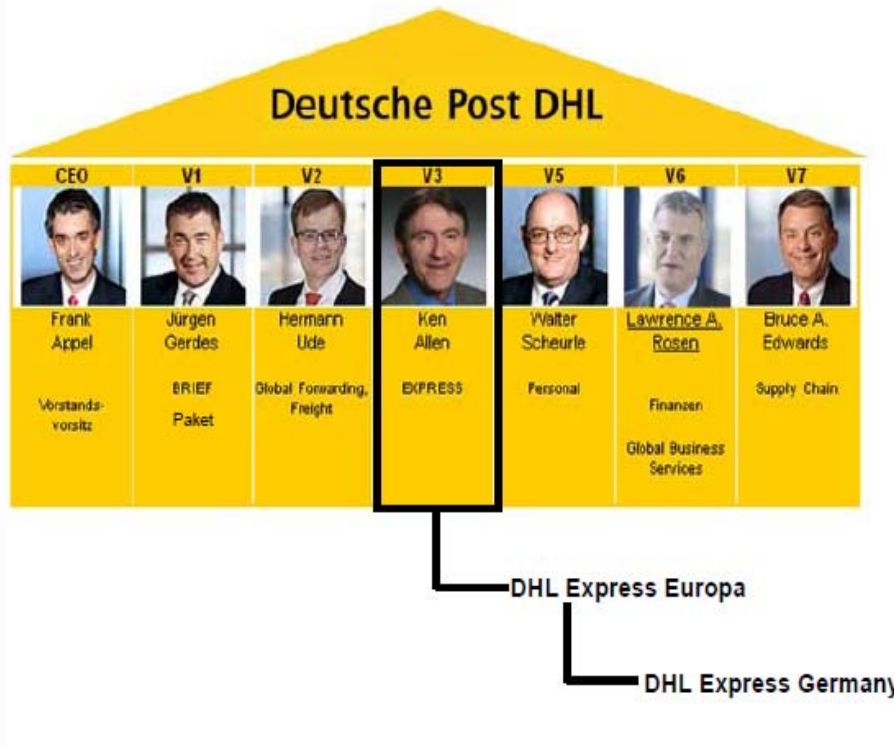 Deutsche Post DHL
CEO V1 V2 V3 V5 V6 V7
Frank
Appel
Vorstands-
vorsitz
Jürgen
Gerdes
BRIEF
Paket
Hermann
Ude
Global Forwarding,
Freight
Ken
Allen
EXPRESS
Walter
Scheurle
Personal
Lawrence A.
Rosen
Finanzen
Global Business
Services
Bruce A.
Edwards
Supply Chain
DHL Express Europa
DHL Express Germany